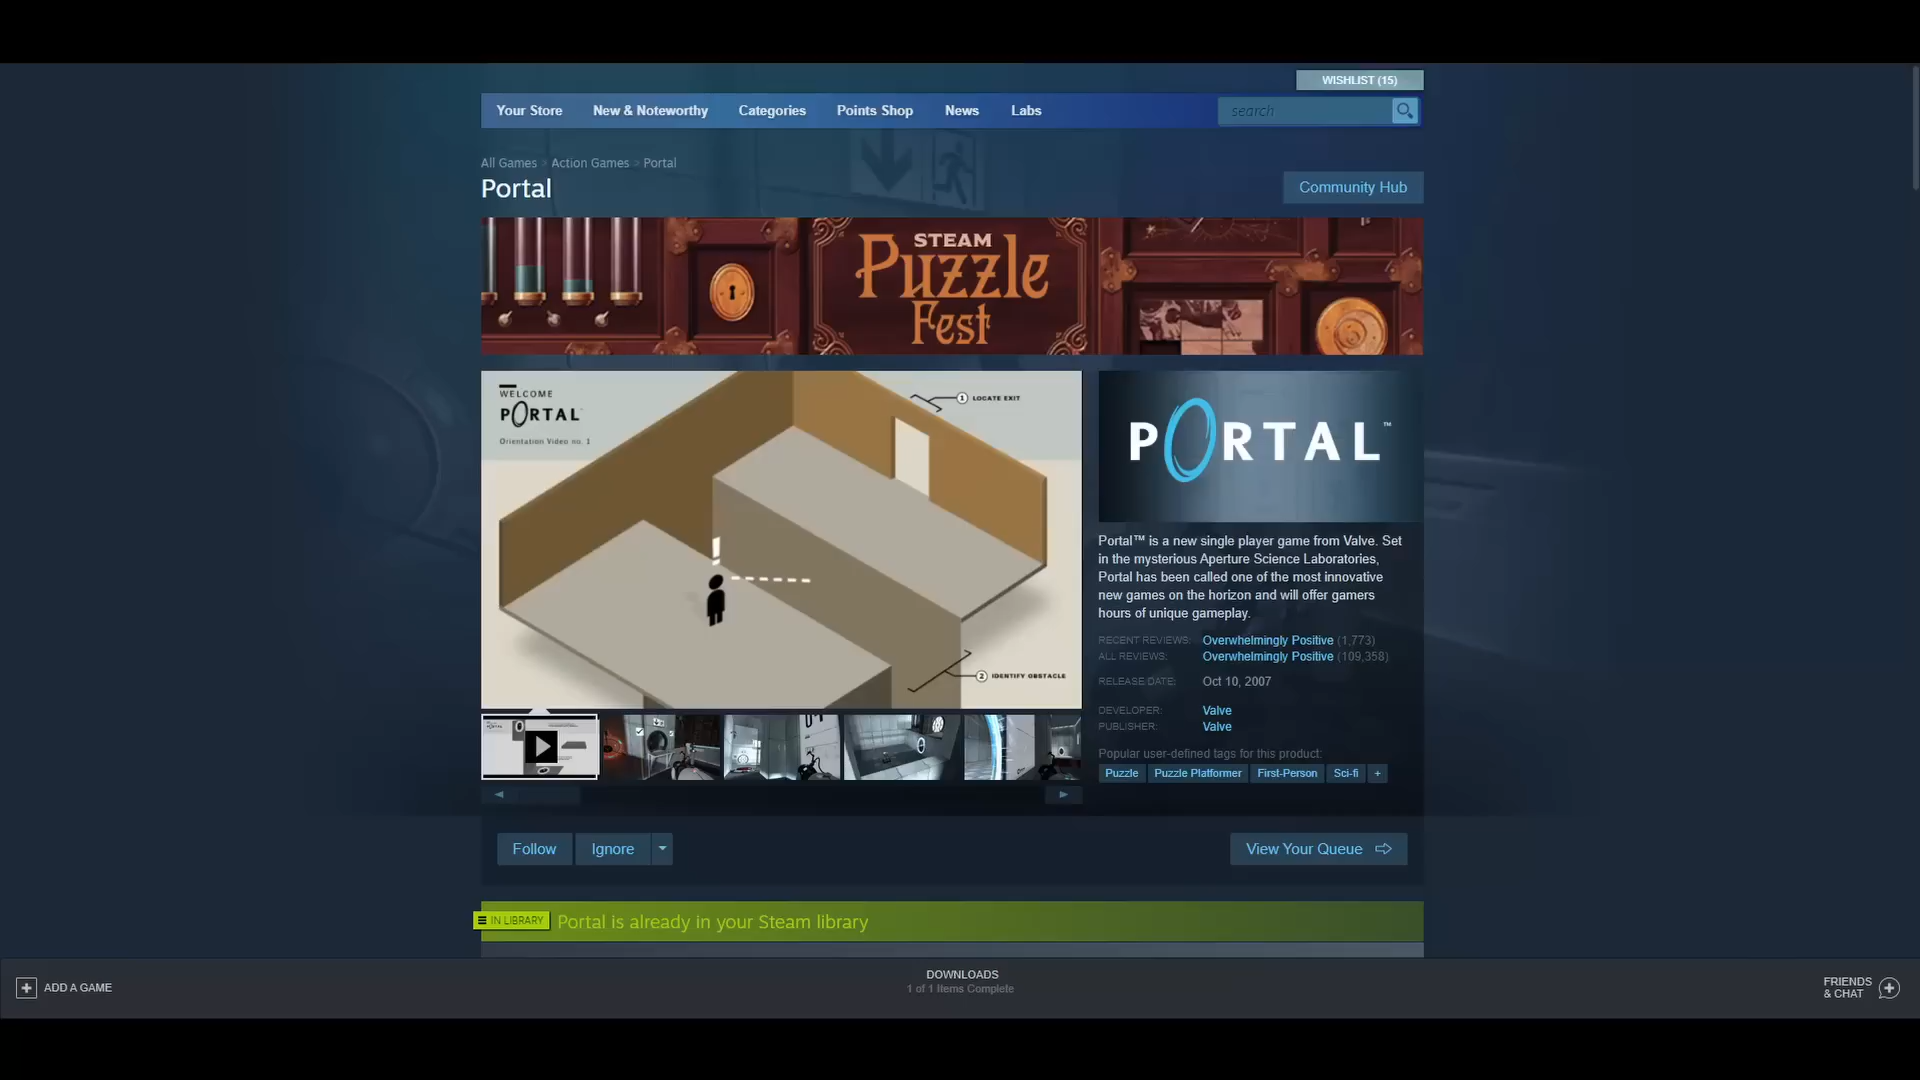 WISHLIST (15)
Your Store New & Noteworthy Categories Points Shop News Labs search
All Games > Action Games > Portal
Portal
Community Hub
STEAM
Puzzle
Fest
WELCOME
PORTAL
Orientation Video no. 1
1 LOCATE EXIT
2 IDENTIFY OBSTACLE
PORTAL™
Portal™ is a new single player game from Valve. Set
in the mysterious Aperture Science Laboratories,
Portal has been called one of the most innovative
new games on the horizon and will offer gamers
hours of unique gameplay.
RECENT REVIEWS: Overwhelmingly Positive (1,773)
ALL REVIEWS: Overwhelmingly Positive (109,358)
RELEASE DATE: Oct 10, 2007
DEVELOPER: Valve
PUBLISHER: Valve
Popular user-defined tags for this product:
Puzzle Puzzle Platformer First-Person Sci-fi +
Follow Ignore View Your Queue
IN LIBRARY Portal is already in your Steam library
ADD A GAME
DOWNLOADS
1 of 1 Items Complete
FRIENDS
& CHAT